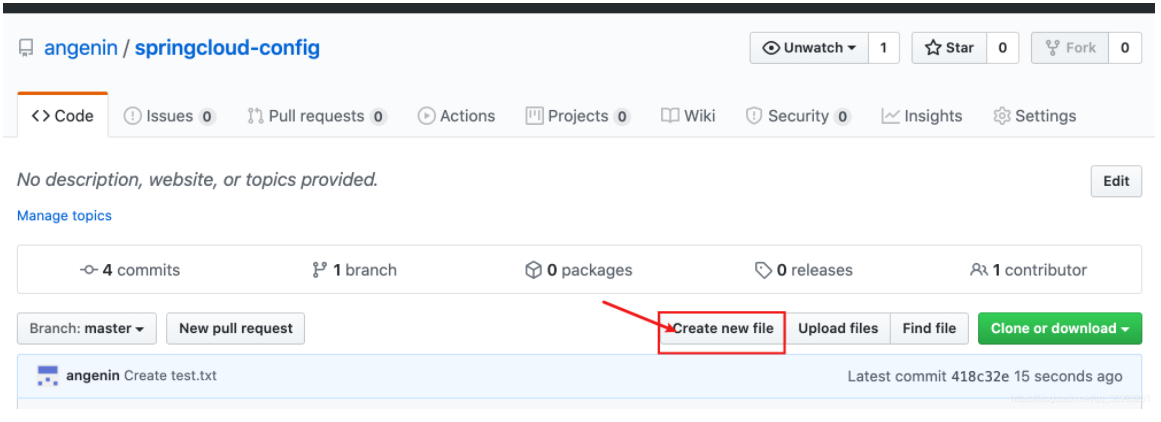 angenin / springcloud-config Unwatch 1 Star 0 Fork 0
Code Issues 0 Pull requests 0 Actions Projects 0 Wiki Security 0 Insights Settings
No description, website, or topics provided. Edit
Manage topics
4 commits 1 branch 0 packages 0 releases 1 contributor
Branch: master New pull request Create new file Upload files Find file Clone or download
angenin Create test.txt Latest commit 418c32e 15 seconds ago